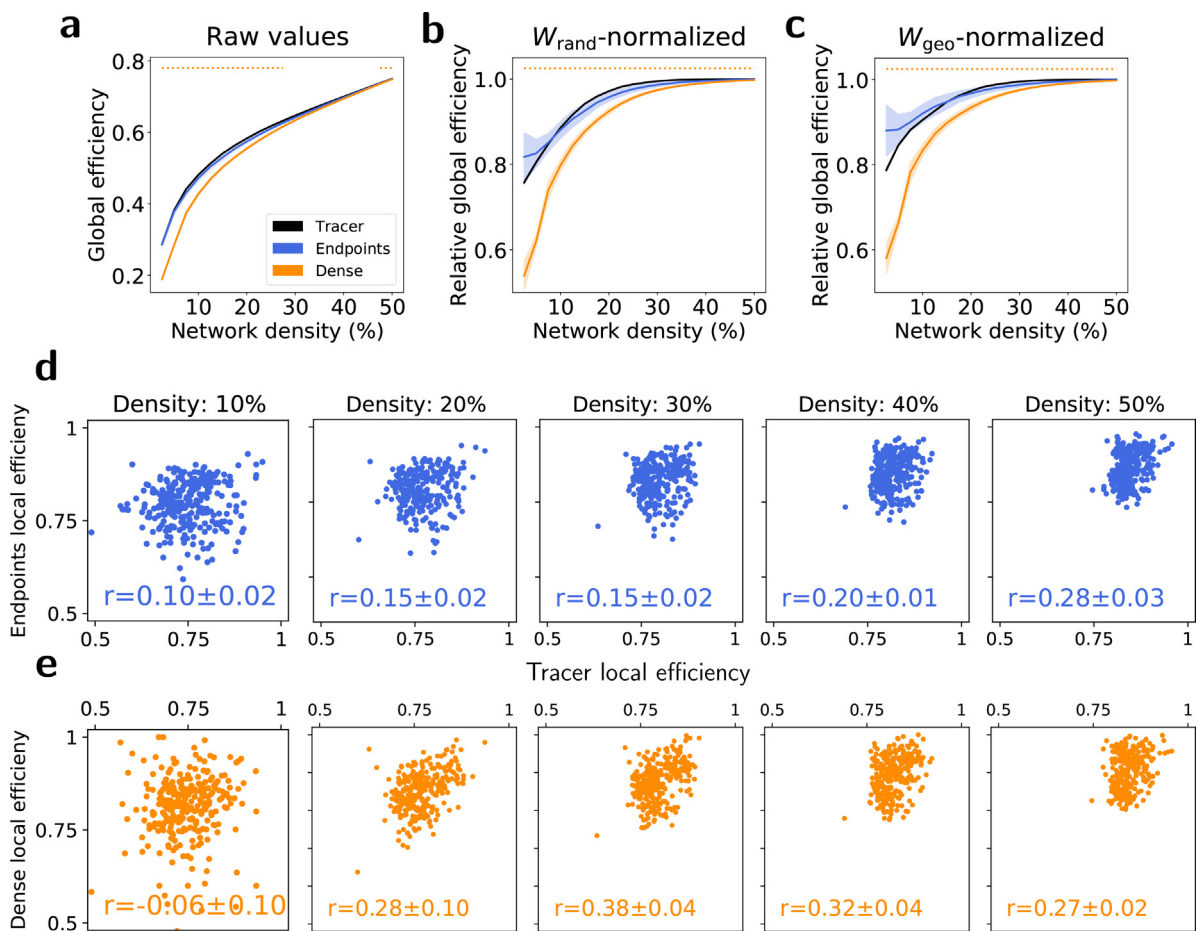 a
Raw values
Global efficiency
0.8
0.6
0.4
0.2
Tracer
Endpoints
Dense
10 20 30 40 50
Network density (%)
b
Wrand-normalized
Relative global efficiency
1.0
0.8
0.6
10 20 30 40 50
Network density (%)
c
Wgeo-normalized
Relative global efficiency
1.0
0.8
0.6
10 20 30 40 50
Network density (%)
d
Endpoints local efficieny
Density: 10% Density: 20% Density: 30% Density: 40% Density: 50%
1
0.75
0.5
r=0.10±0.02 r=0.15±0.02 r=0.15±0.02 r=0.20±0.01 r=0.28±0.03
0.5 0.75 1 0.5 0.75 1 0.5 0.75 1 0.5 0.75 1 0.5 0.75 1
Tracer local efficiency
e
Dense local efficieny
0.5 0.75 1 0.5 0.75 1 0.5 0.75 1 0.5 0.75 1 0.5 0.75 1
1
0.75
0.5
r=-0.06±0.10 r=0.28±0.10 r=0.38±0.04 r=0.32±0.04 r=0.27±0.02